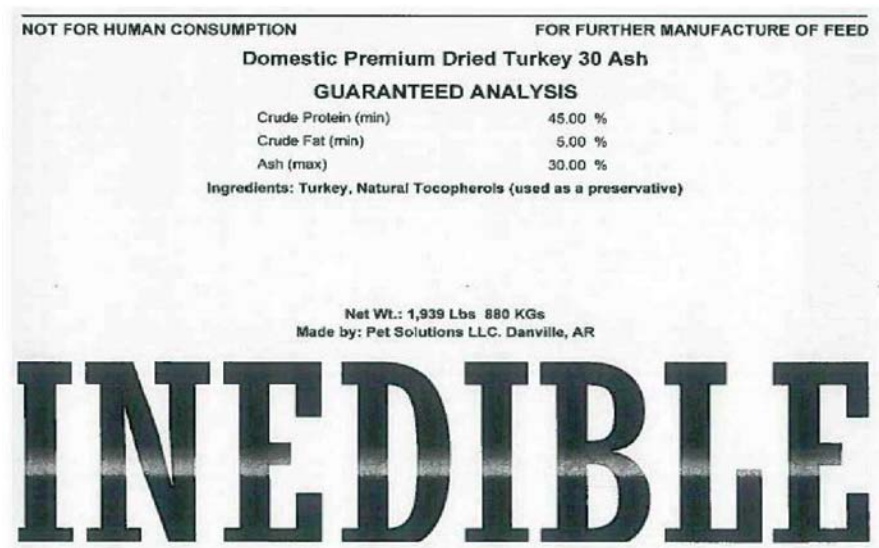 NOT FOR HUMAN CONSUMPTION FOR FURTHER MANUFACTURE OF FEED
Domestic Premium Dried Turkey 30 Ash
GUARANTEED ANALYSIS
Crude Protein (min) 45.00 %
Crude Fat (min) 5.00 %
Ash (max) 30.00 %
Ingredients: Turkey, Natural Tocopherols (used as a preservative)
Net Wt.: 1,939 Lbs 880 KGs
Made by: Pet Solutions LLC. Danville, AR
INEDIBLE